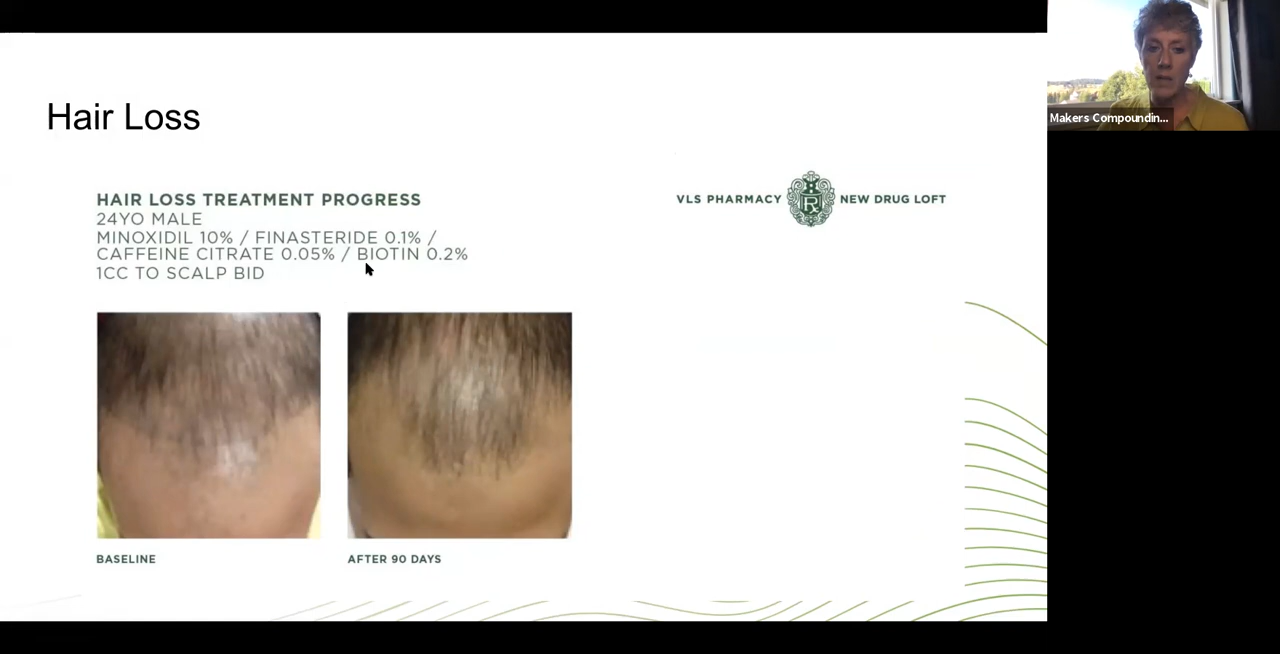 Hair Loss
HAIR LOSS TREATMENT PROGRESS
24YO MALE
MINOXIDIL 10% / FINASTERIDE 0.1% /
CAFFEINE CITRATE 0.05% / BIOTIN 0.2%
1CC TO SCALP BID
VLS PHARMACY Rx NEW DRUG LOFT
BASELINE
AFTER 90 DAYS
Makers Compoundin...